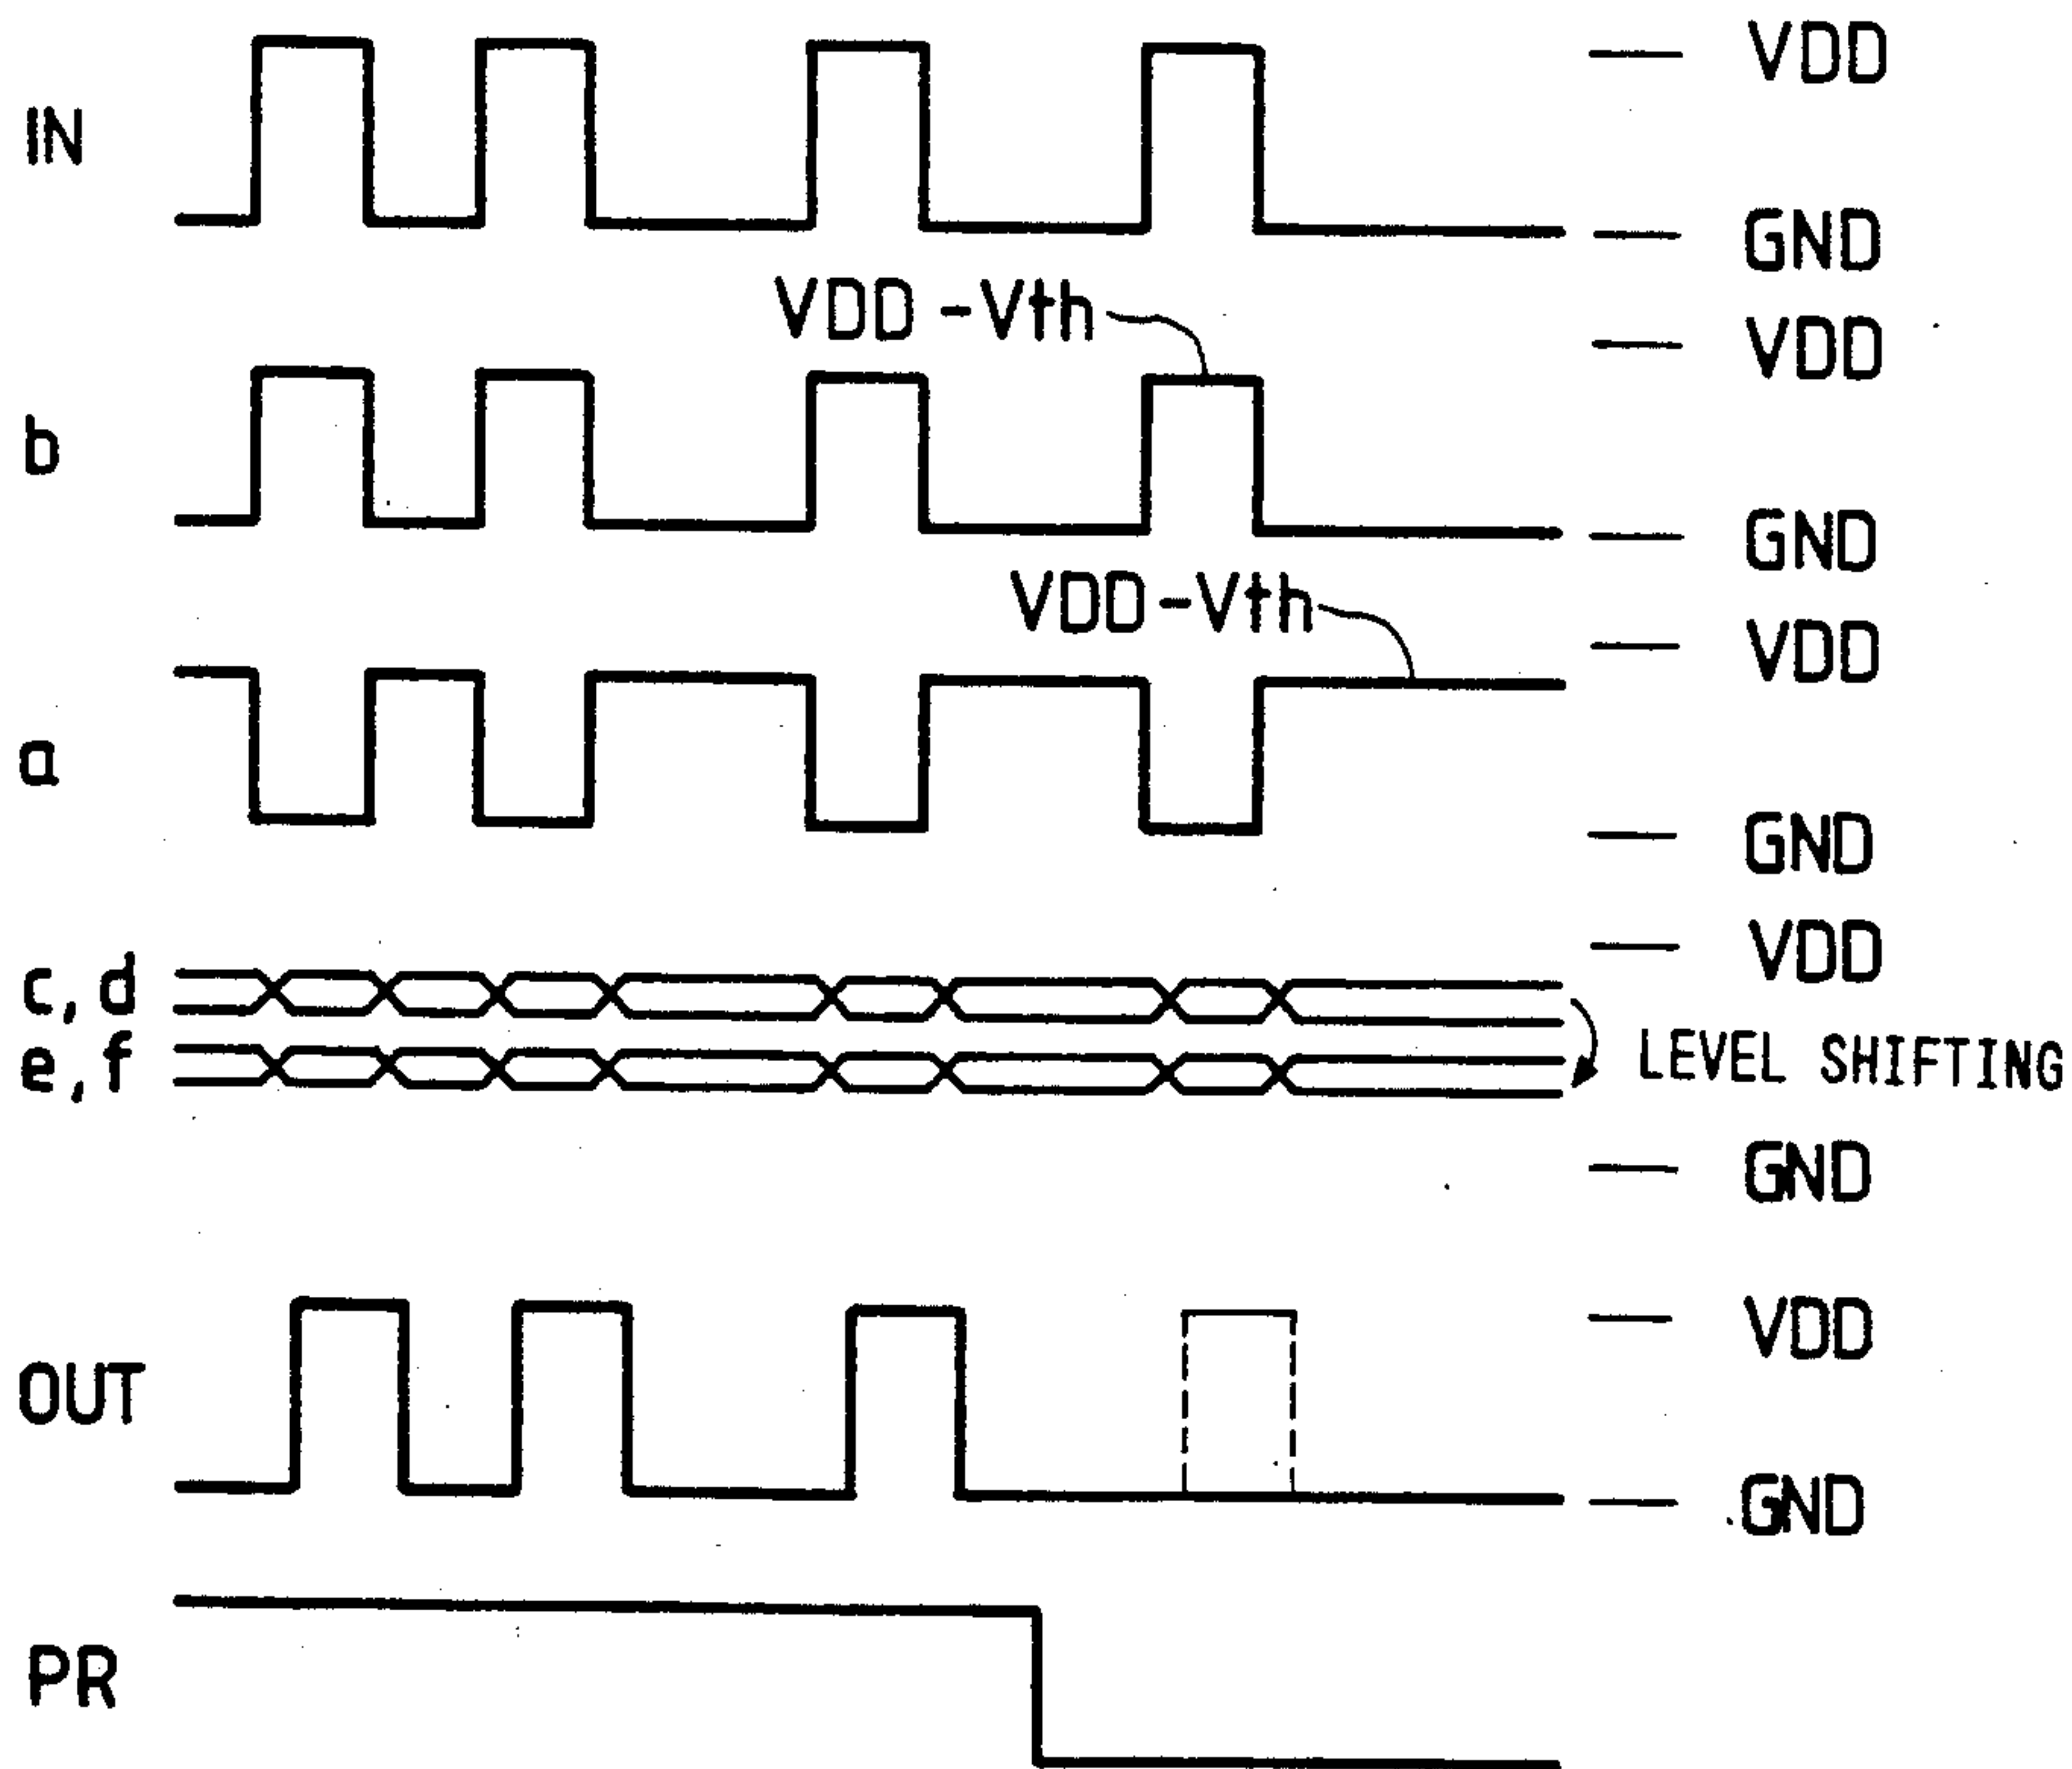 VDD
IN
GND
VDD-Vth
VDD
b
GND
VDD-Vth
VDD
a
GND
VDD
c,d
e,f
LEVEL SHIFTING
GND
VDD
OUT
GND
PR